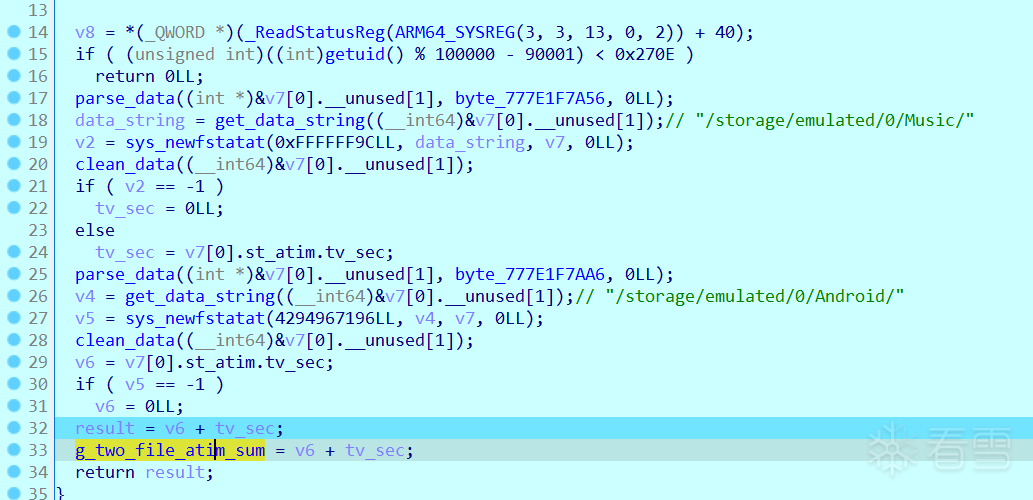 13
14 v8 = *(_QWORD *)(_ReadStatusReg(ARM64_SYSREG(3, 3, 13, 0, 2)) + 40);
15 if ( (unsigned int)((int)getuid() % 100000 - 90001) < 0x270E )
16 return 0LL;
17 parse_data((int *)&v7[0].__unused[1], byte_777E1F7A56, 0LL);
18 data_string = get_data_string((__int64)&v7[0].__unused[1]);// "/storage/emulated/0/Music/"
19 v2 = sys_newfstatat(0xFFFFFF9CLL, data_string, v7, 0LL);
20 clean_data((__int64)&v7[0].__unused[1]);
21 if ( v2 == -1 )
22 tv_sec = 0LL;
23 else
24 tv_sec = v7[0].st_atim.tv_sec;
25 parse_data((int *)&v7[0].__unused[1], byte_777E1F7AA6, 0LL);
26 v4 = get_data_string((__int64)&v7[0].__unused[1]);// "/storage/emulated/0/Android/"
27 v5 = sys_newfstatat(4294967196LL, v4, v7, 0LL);
28 clean_data((__int64)&v7[0].__unused[1]);
29 v6 = v7[0].st_atim.tv_sec;
30 if ( v5 == -1 )
31 v6 = 0LL;
32 result = v6 + tv_sec;
33 g_two_file_atim_sum = v6 + tv_sec;
34 return result;
35 }
看雪